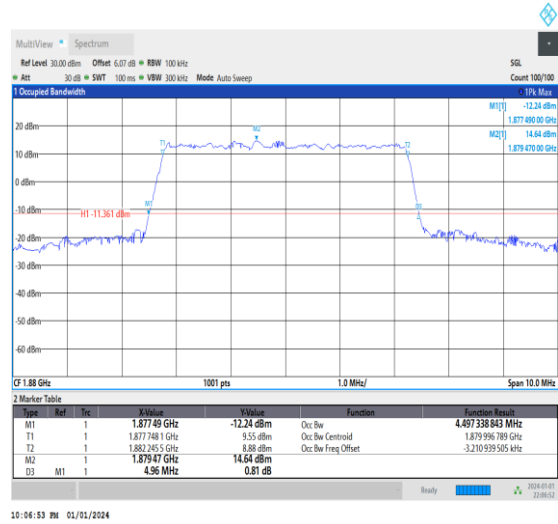 MultiView Spectrum
Ref Level 30.00 dBm Offset 6.07 dB RBW 100 kHz SGL
Att 30 dB SWT 100 ms VBW 300 kHz Mode Auto Sweep Count 100/100
1 Occupied Bandwidth 1Pk Max
M1[1] -12.24 dBm
1.877 490 00 GHz
M2[1] 14.64 dBm
1.879 470 00 GHz
20 dBm
T1 M2 T2
10 dBm
0 dBm
M1 D3
-10 dBm
H1 -11.361 dBm
-20 dBm
-30 dBm
-40 dBm
-50 dBm
-60 dBm
CF 1.88 GHz 1001 pts 1.0 MHz/ Span 10.0 MHz
2 Marker Table
Type Ref Trc X-Value Y-Value Function Function Result
M1 1 1.877 49 GHz -12.24 dBm Occ Bw 4.497 338 843 MHz
T1 1 1.877 748 1 GHz 9.55 dBm Occ Bw Centroid 1.879 996 789 GHz
T2 1 1.882 245 5 GHz 8.88 dBm Occ Bw Freq Offset -3.210 939 505 kHz
M2 1 1.879 47 GHz 14.64 dBm
D3 M1 1 4.96 MHz 0.81 dB
Ready 2024-01-01
22:06:52
10:06:53 PM 01/01/2024